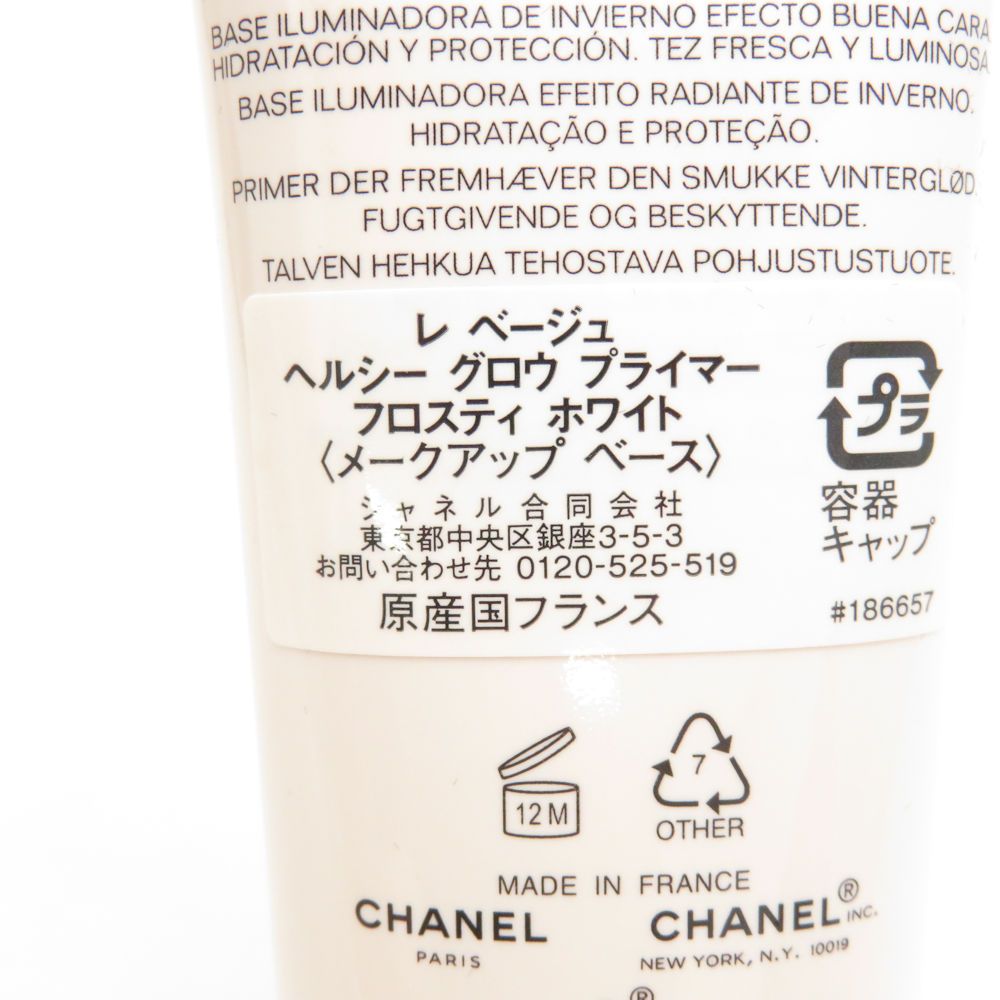 BASE ILUMINADORA DE INVIERNO EFECTO BUENA CARA.
HIDRATACIÓN Y PROTECCIÓN. TEZ FRESCA Y LUMINOSA.
BASE ILUMINADORA EFEITO RADIANTE DE INVERNO.
HIDRATAÇÃO E PROTEÇÃO.
PRIMER DER FREMHÆVER DEN SMUKKE VINTERGLØD.
FUGTGIVENDE OG BESKYTTENDE.
TALVEN HEHKUA TEHOSTAVA POHJUSTUSTUOTE.
レ ベージュ
ヘルシー グロウ プライマー
フロスティ ホワイト
〈メークアップ ベース〉
シャネル合同会社
東京都中央区銀座3-5-3
お問い合わせ先 0120-525-519
原産国フランス
プラ
容器
キャップ
#186657
12 M
7
OTHER
MADE IN FRANCE
CHANEL
PARIS
CHANEL® INC.
NEW YORK, N.Y. 10019
®